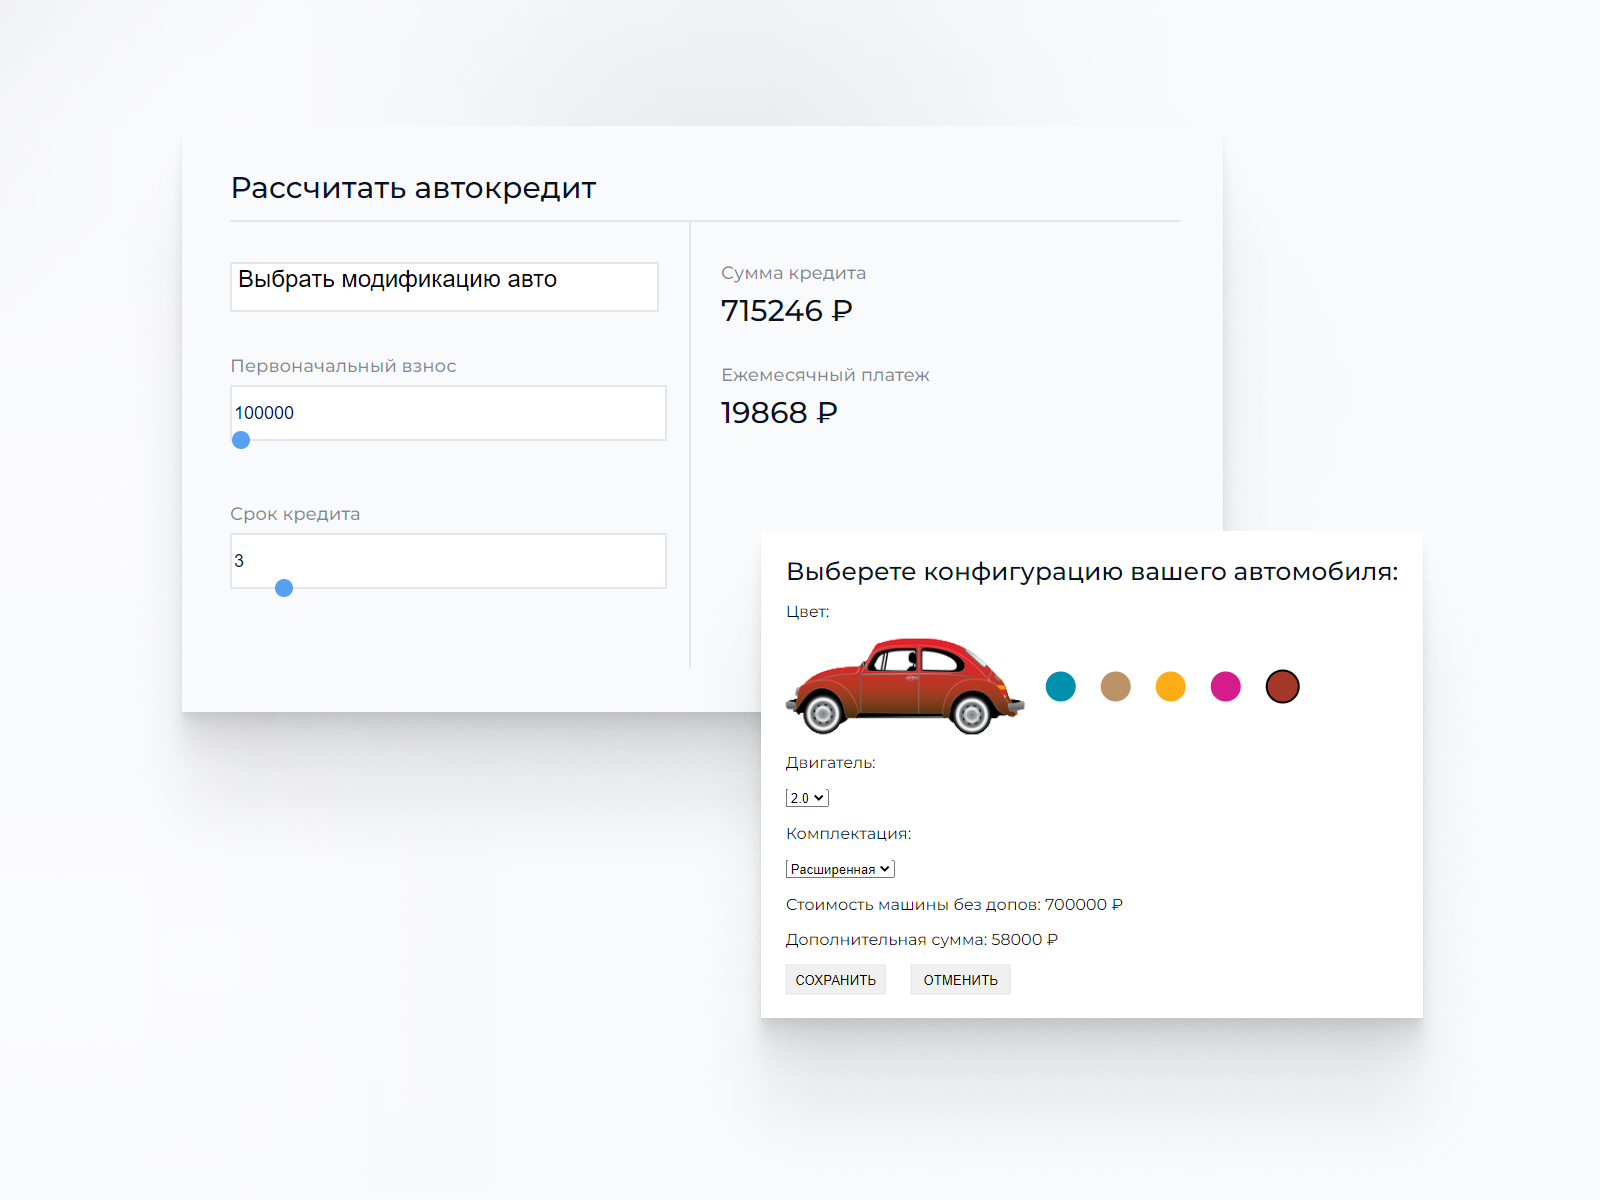 Рассчитать автокредит
Выбрать модификацию авто
Первоначальный взнос
100000
Срок кредита
3
Сумма кредита
715246 ₽
Ежемесячный платеж
19868 ₽
Выберете конфигурацию вашего автомобиля:
Цвет:
Двигатель:
2.0
Комплектация:
Расширенная
Стоимость машины без допов: 700000 ₽
Дополнительная сумма: 58000 ₽
СОХРАНИТЬ
ОТМЕНИТЬ